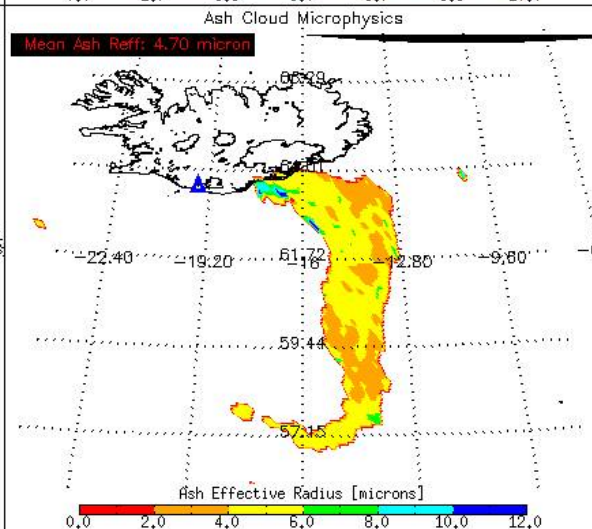 Ash Cloud Microphysics
Mean Ash Reff: 4.70 micron
61.72
-22.40 -19.20 -16 -12.80 -9.60
59.44
57.15
Ash Effective Radius [microns]
0.0 2.0 4.0 6.0 8.0 10.0 12.0